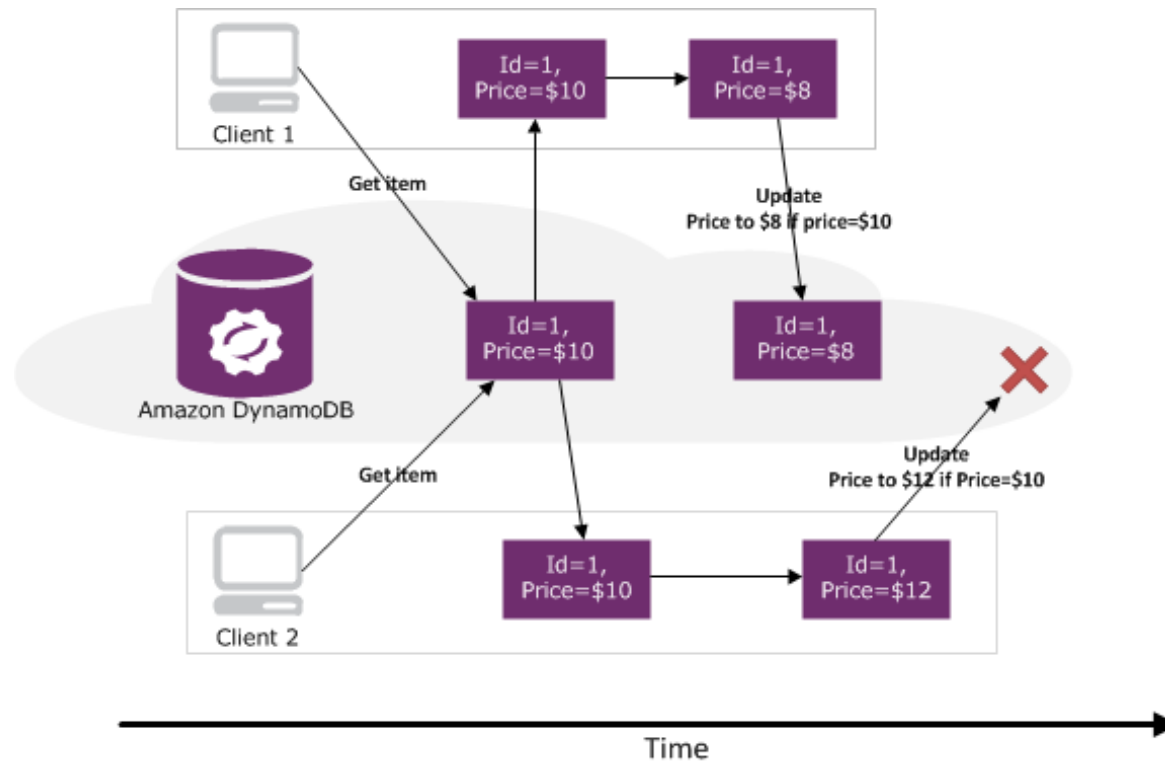 Id=1,
Price=$10
Id=1,
Price=$8
Client 1
Get item
Update
Price to $8 if price=$10
Id=1,
Price=$10
Id=1,
Price=$8
Amazon DynamoDB
Get item
Update
Price to $12 if Price=$10
Id=1,
Price=$10
Id=1,
Price=$12
Client 2
Time